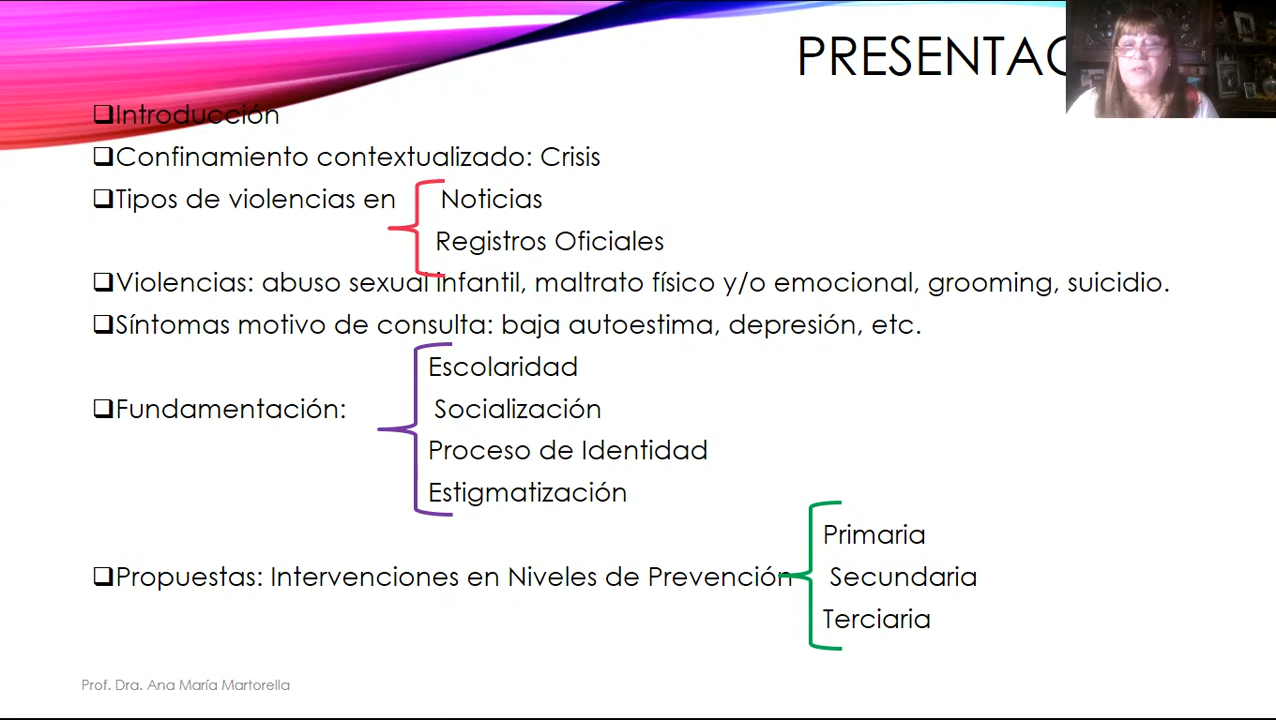 PRESENTAC
❑Introducción
❑Confinamiento contextualizado: Crisis
❑Tipos de violencias en Noticias
Registros Oficiales
❑Violencias: abuso sexual infantil, maltrato físico y/o emocional, grooming, suicidio.
❑Síntomas motivo de consulta: baja autoestima, depresión, etc.
Escolaridad
❑Fundamentación: Socialización
Proceso de Identidad
Estigmatización
Primaria
❑Propuestas: Intervenciones en Niveles de Prevención Secundaria
Terciaria
Prof. Dra. Ana María Martorella